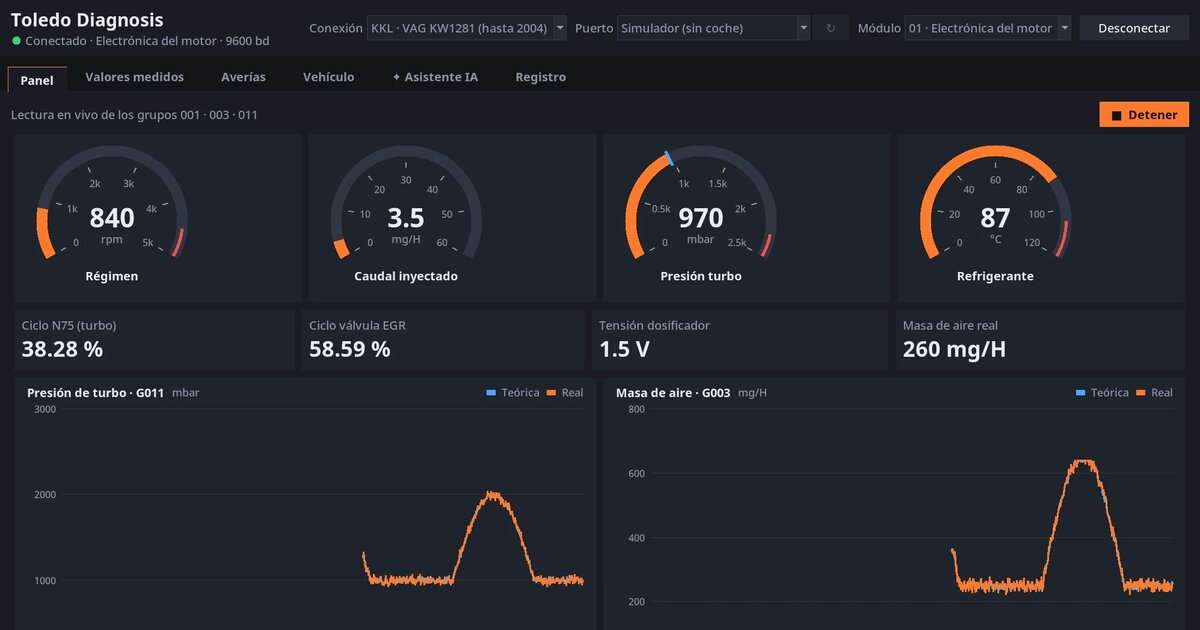 Toledo Diagnosis
Conectado · Electrónica del motor · 9600 bd
Conexión KKL · VAG KW1281 (hasta 2004) Puerto Simulador (sin coche) ↻ Módulo 01 · Electrónica del motor Desconectar
Panel Valores medidos Averías Vehículo ✦ Asistente IA Registro
Lectura en vivo de los grupos 001 · 003 · 011
■ Detener
0 1k 2k 3k 4k 5k
840
rpm
Régimen
0 10 20 30 40 50 60
3.5
mg/H
Caudal inyectado
0 0.5k 1k 1.5k 2k 2.5k
970
mbar
Presión turbo
0 20 40 60 80 100 120
87
°C
Refrigerante
Ciclo N75 (turbo)
38.28 %
Ciclo válvula EGR
58.59 %
Tensión dosificador
1.5 V
Masa de aire real
260 mg/H
Presión de turbo · G011 mbar Teórica Real
3000
2000
1000
Masa de aire · G003 mg/H Teórica Real
800
600
400
200